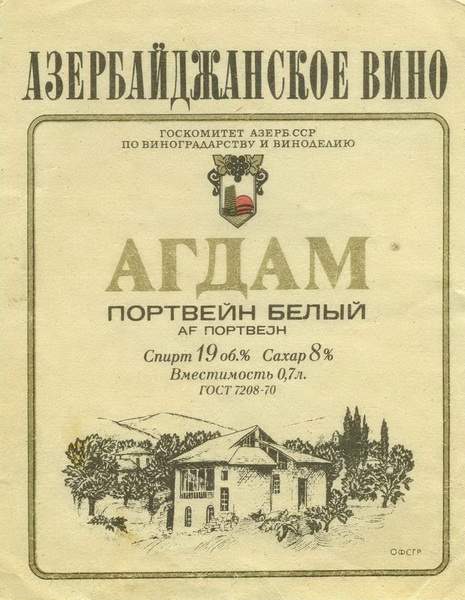 АЗЕРБАЙДЖАНСКОЕ ВИНО
ГОСКОМИТЕТ АЗЕРБ.ССР
ПО ВИНОГРАДАРСТВУ И ВИНОДЕЛИЮ
АГДАМ
ПОРТВЕЙН БЕЛЫЙ
АҒ ПОРТВЕЈН
Спирт 19 об.% Сахар 8%
Вместимость 0,7л.
ГОСТ 7208-70
ОФСГР